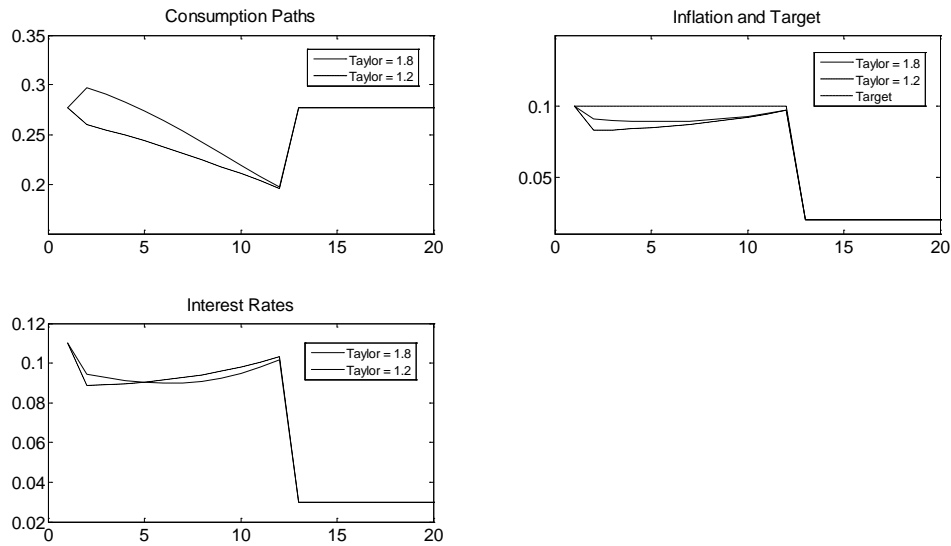 Consumption Paths
0.35
0.3
0.25
0.2
0 5 10 15 20
Taylor = 1.8
Taylor = 1.2
Inflation and Target
0.1
0.05
0 5 10 15 20
Taylor = 1.8
Taylor = 1.2
Target
Interest Rates
0.12
0.1
0.08
0.06
0.04
0.02
0 5 10 15 20
Taylor = 1.8
Taylor = 1.2